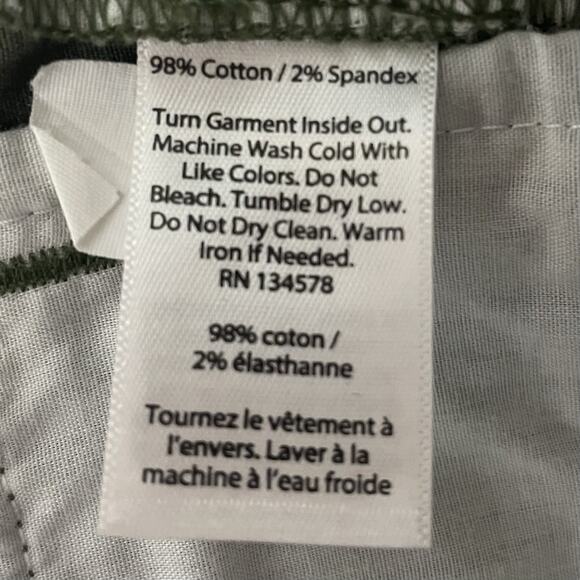 98% Cotton / 2% Spandex
Turn Garment Inside Out.
Machine Wash Cold With
Like Colors. Do Not
Bleach. Tumble Dry Low.
Do Not Dry Clean. Warm
Iron If Needed.
RN 134578
98% coton /
2% élasthanne
Tournez le vêtement à
l'envers. Laver à la
machine à l'eau froide